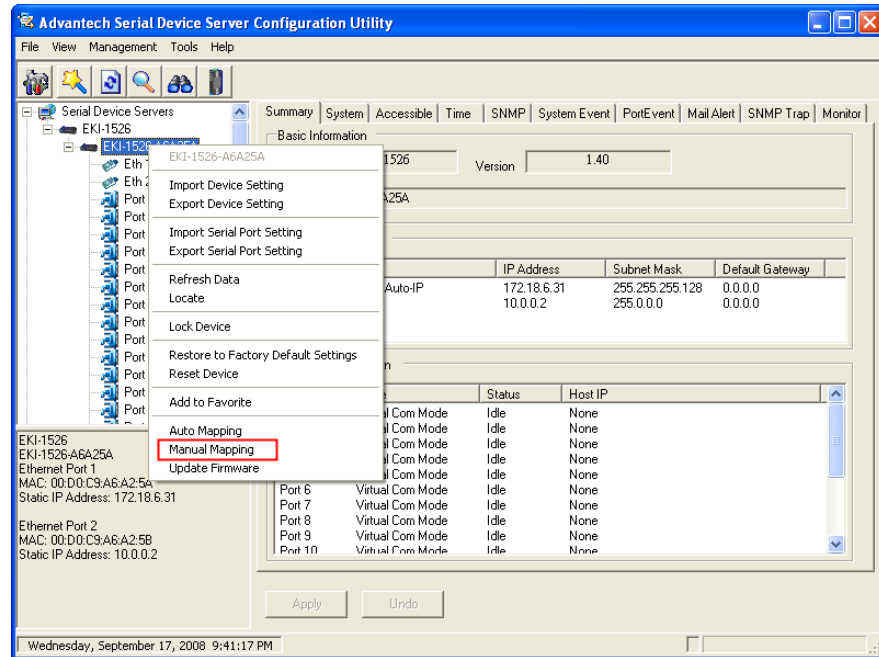 Advantech Serial Device Server Configuration Utility
File View Management Tools Help
Serial Device Servers
EKI-1526
EKI-1526-A6A25A
Eth
Eth
Port
Port
Port
Port
Port
Port
Port
Port
Port
Port
Port
Port
Port
EKI-1526-A6A25A
Import Device Setting
Export Device Setting
Import Serial Port Setting
Export Serial Port Setting
Refresh Data
Locate
Lock Device
Restore to Factory Default Settings
Reset Device
Add to Favorite
Auto Mapping
Manual Mapping
Update Firmware
EKI-1526
EKI-1526-A6A25A
Ethernet Port 1
MAC: 00:D0:C9:A6:A2:5A
Static IP Address: 172.18.6.31
Ethernet Port 2
MAC: 00:D0:C9:A6:A2:5B
Static IP Address: 10.0.0.2
Summary System Accessible Time SNMP System Event PortEvent Mail Alert SNMP Trap Monitor
Basic Information
1526 Version 1.40
A25A
IP Address Subnet Mask Default Gateway
Auto-IP 172.18.6.31 255.255.255.128 0.0.0.0
10.0.0.2 255.0.0.0 0.0.0.0
Status Host IP
Com Mode Idle None
Com Mode Idle None
Com Mode Idle None
Com Mode Idle None
Com Mode Idle None
Port 6 Virtual Com Mode Idle None
Port 7 Virtual Com Mode Idle None
Port 8 Virtual Com Mode Idle None
Port 9 Virtual Com Mode Idle None
Port 10 Virtual Com Mode Idle None
Apply Undo
Wednesday, September 17, 2008 9:41:17 PM